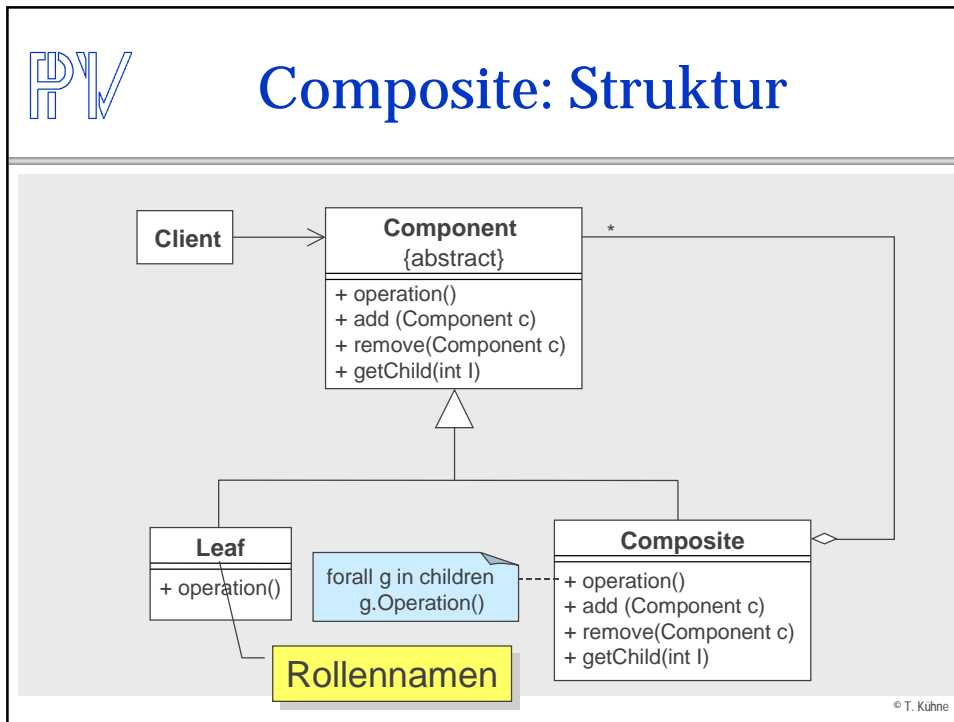 PPV
Composite: Struktur
Client
Component
{abstract}
+ operation()
+ add (Component c)
+ remove(Component c)
+ getChild(int I)
*
Leaf
+ operation()
forall g in children
g.Operation()
Composite
+ operation()
+ add (Component c)
+ remove(Component c)
+ getChild(int I)
Rollennamen
© T. Kühne